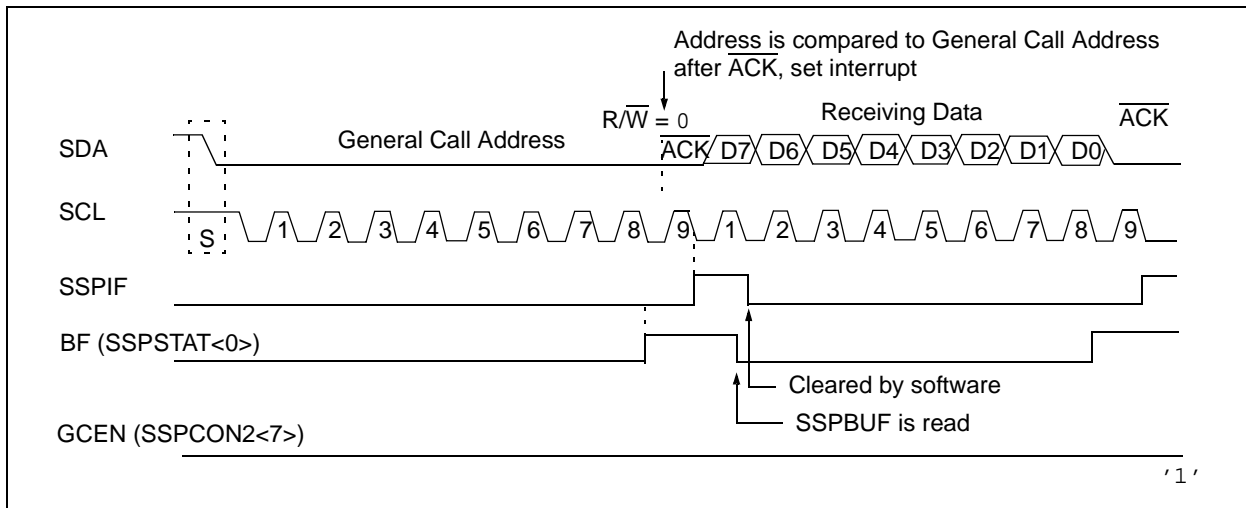 Address is compared to General Call Address
after ACK, set interrupt
R/W = 0
Receiving Data
ACK
SDA
General Call Address
ACK D7 D6 D5 D4 D3 D2 D1 D0
SCL
S
1 2 3 4 5 6 7 8 9 1 2 3 4 5 6 7 8 9
SSPIF
BF (SSPSTAT<0>)
Cleared by software
SSPBUF is read
GCEN (SSPCON2<7>)
'1'